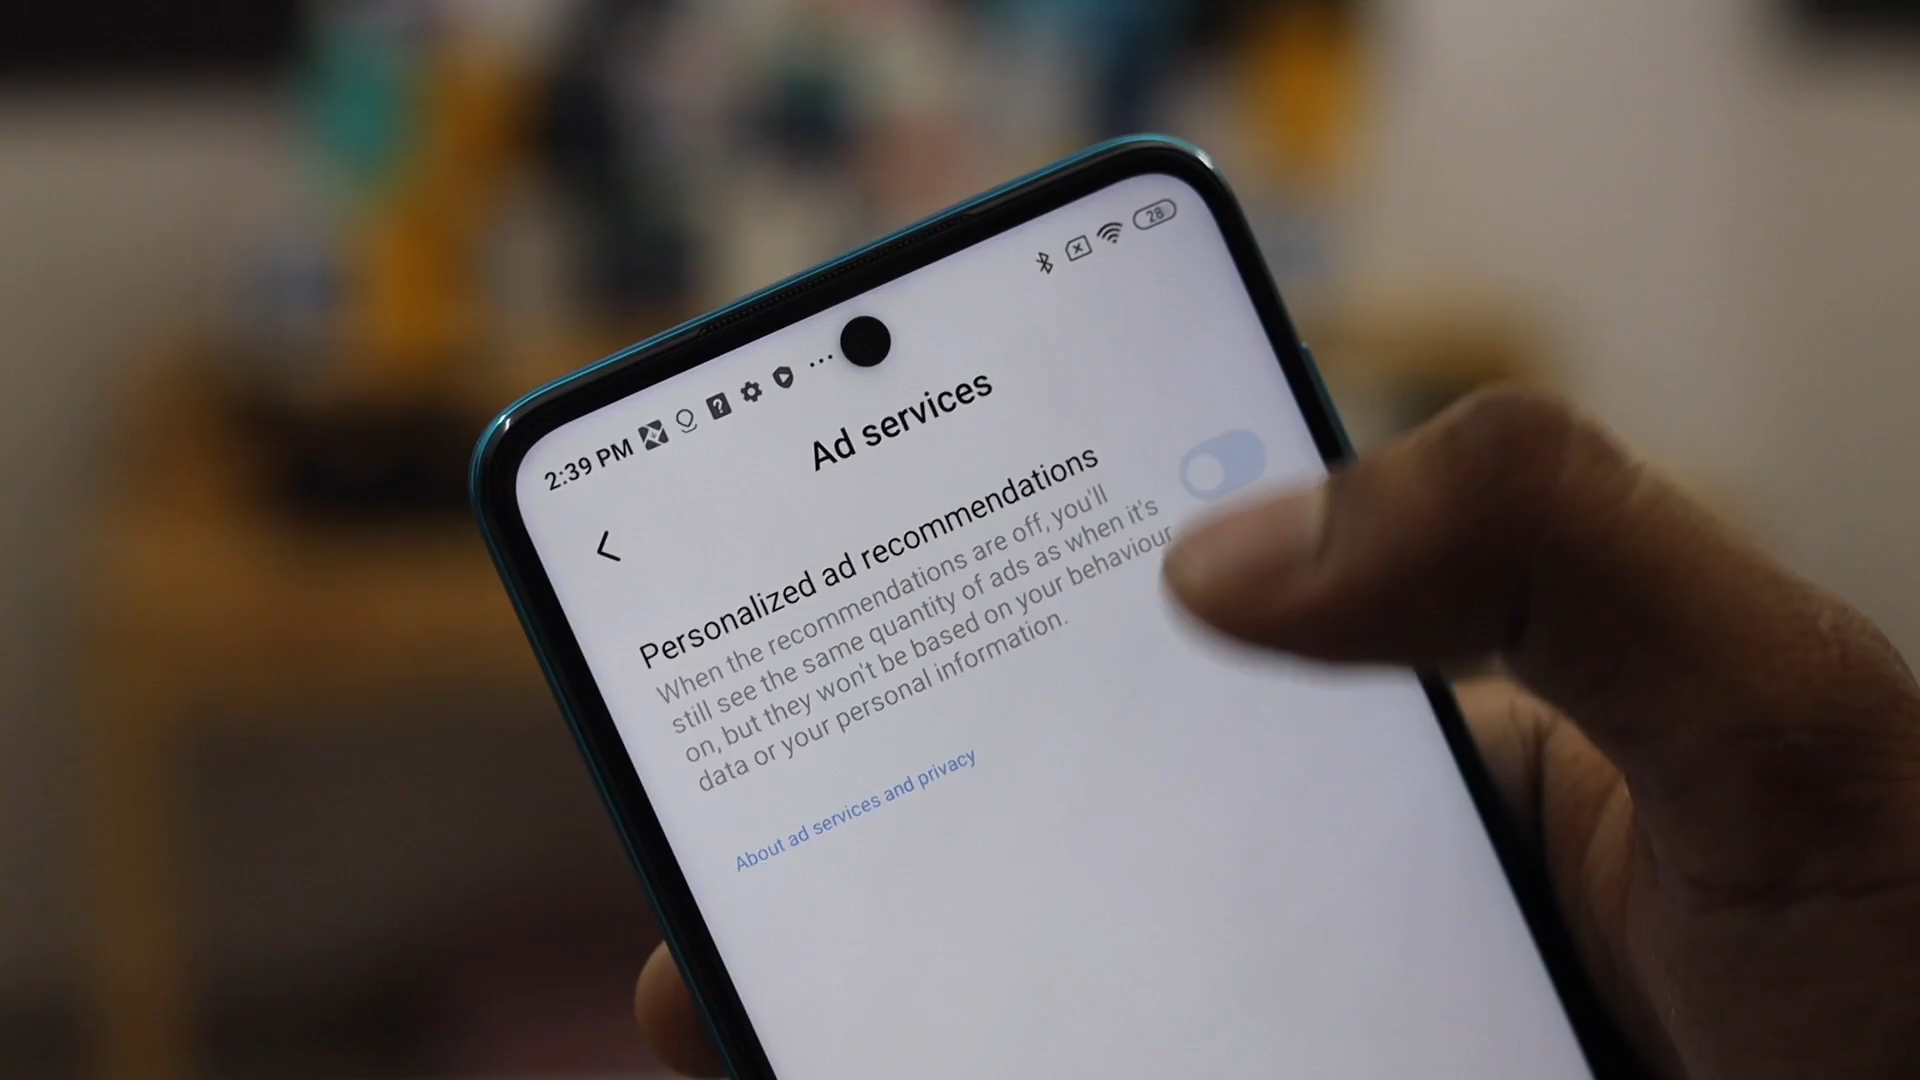 2:39 PM
28
Ad services
Personalized ad recommendations
When the recommendations are off, you'll
still see the same quantity of ads as when it's
on, but they won't be based on your behaviour
data or your personal information.
About ad services and privacy